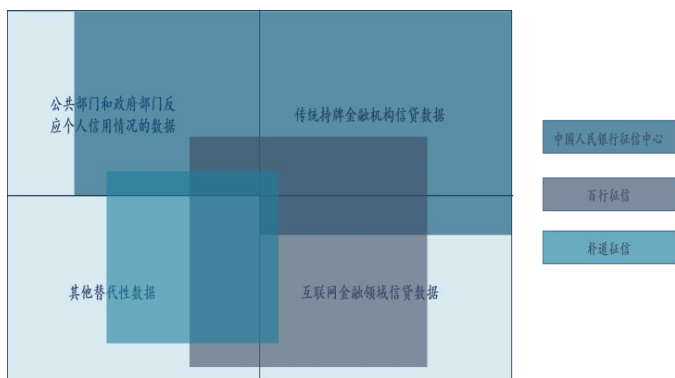 公共部门和政府部门反
应个人信用情况的数据
传统持牌金融机构信贷数据
其他替代性数据
互联网金融领域信贷数据
中国人民银行征信中心
百行征信
朴道征信